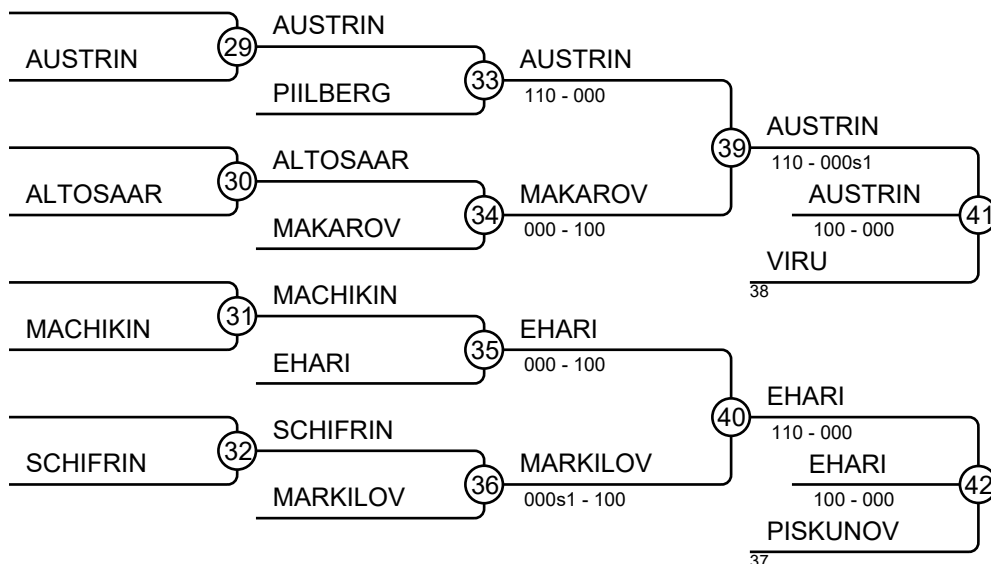 AUSTRIN
29
AUSTRIN
PIILBERG
33
AUSTRIN
110 - 000
39
AUSTRIN
110 - 000s1
ALTOSAAR
30
ALTOSAAR
MAKAROV
34
MAKAROV
000 - 100
AUSTRIN
100 - 000
41
VIRU
38
MACHIKIN
31
MACHIKIN
EHARI
35
EHARI
000 - 100
40
EHARI
110 - 000
SCHIFRIN
32
SCHIFRIN
MARKILOV
36
MARKILOV
000s1 - 100
EHARI
100 - 000
42
PISKUNOV
37